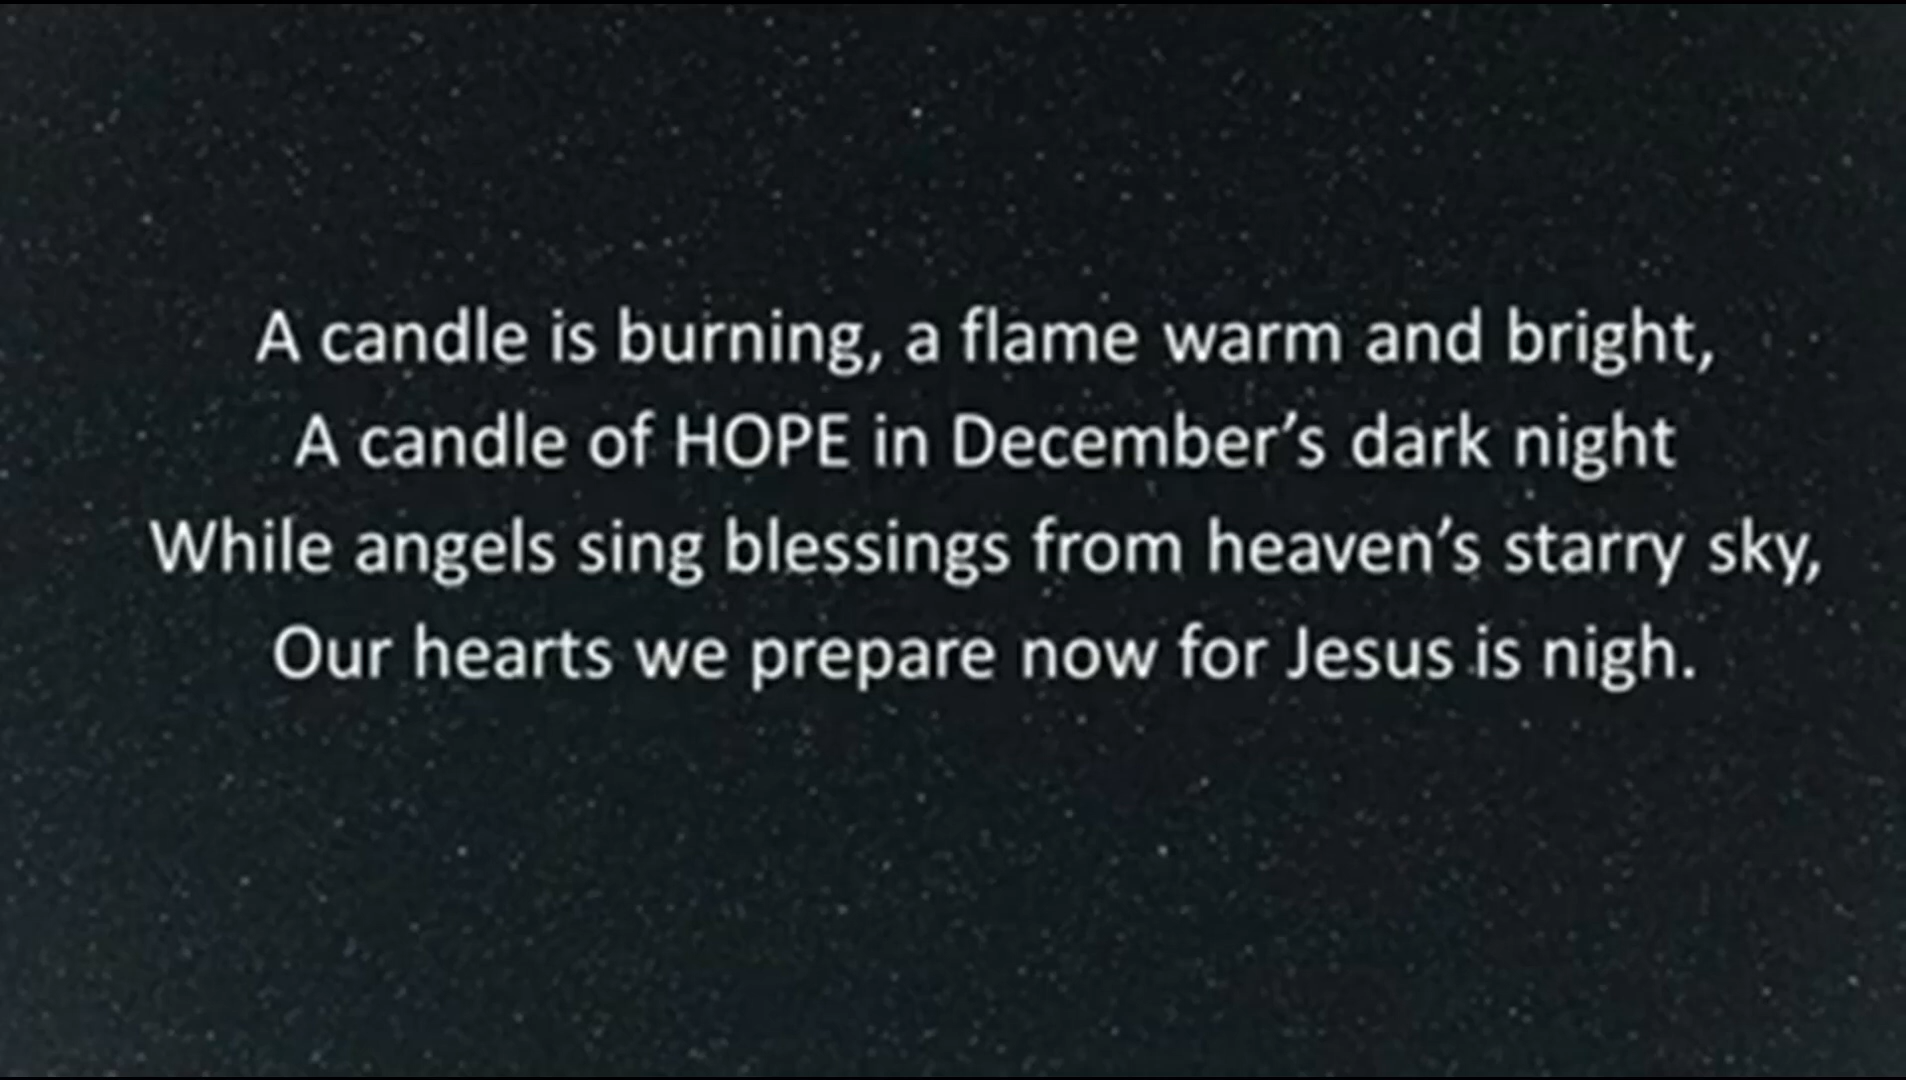 A candle is burning, a flame warm and bright,
A candle of HOPE in December’s dark night
While angels sing blessings from heaven’s starry sky,
Our hearts we prepare now for Jesus is nigh.